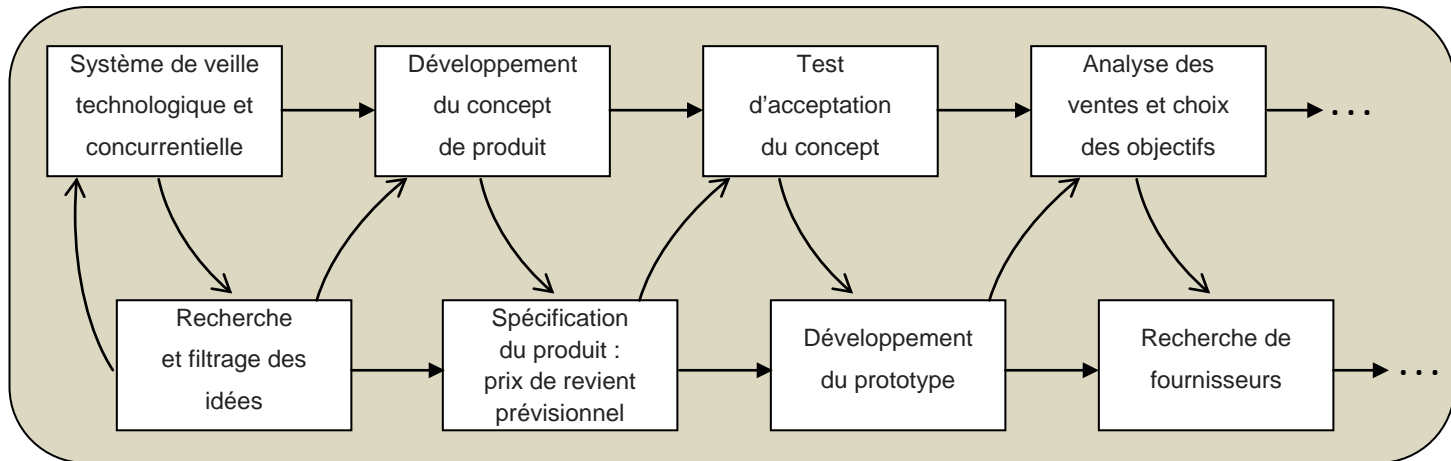 Système de veille
technologique et
concurrentielle
Développement
du concept
de produit
Test
d’acceptation
du concept
Analyse des
ventes et choix
des objectifs
. . .
Recherche
et filtrage des
idées
Spécification
du produit :
prix de revient
prévisionnel
Développement
du prototype
Recherche de
fournisseurs
. . .